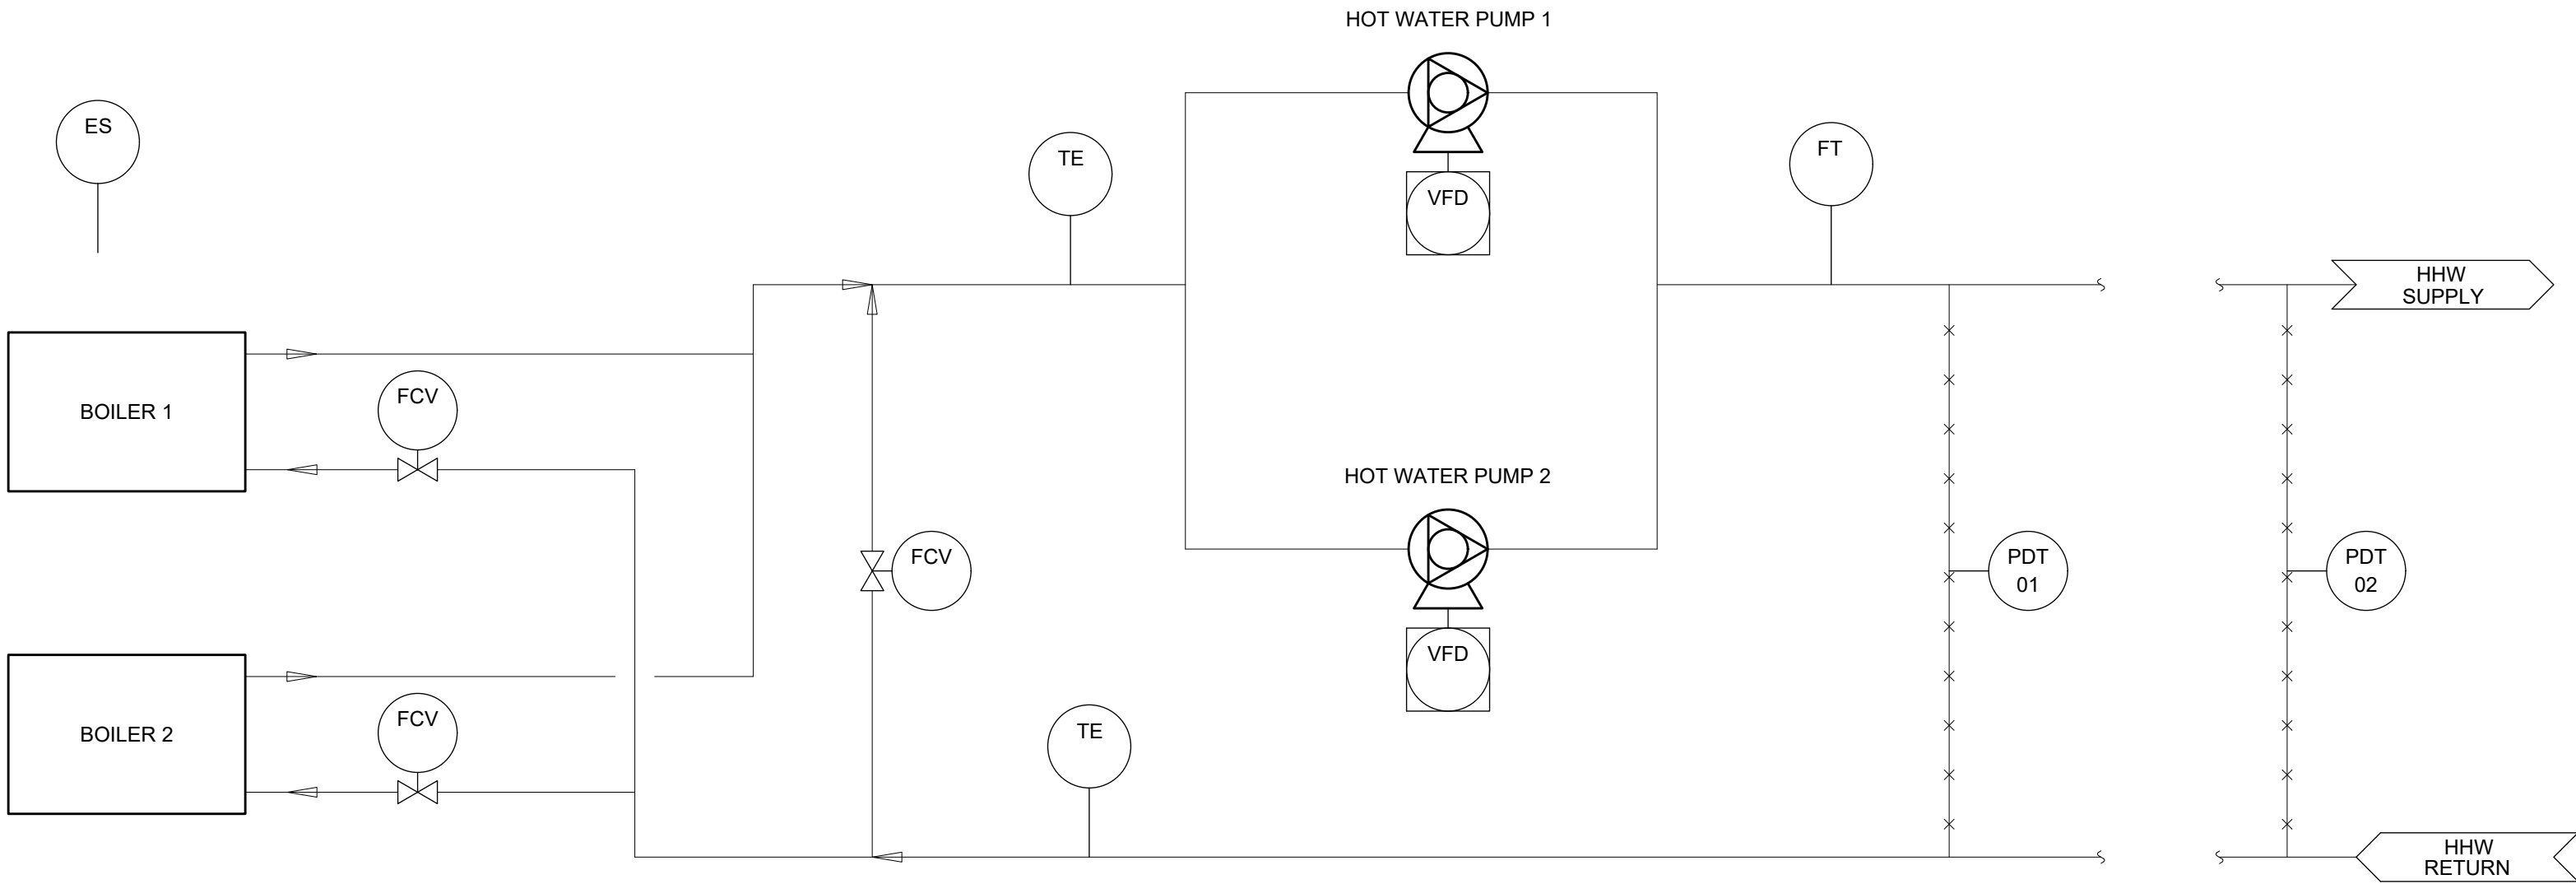 HOT WATER PUMP 1
ES
TE
VFD
FT
HHW
SUPPLY
BOILER 1
FCV
HOT WATER PUMP 2
FCV
PDT
01
PDT
02
VFD
BOILER 2
FCV
TE
HHW
RETURN